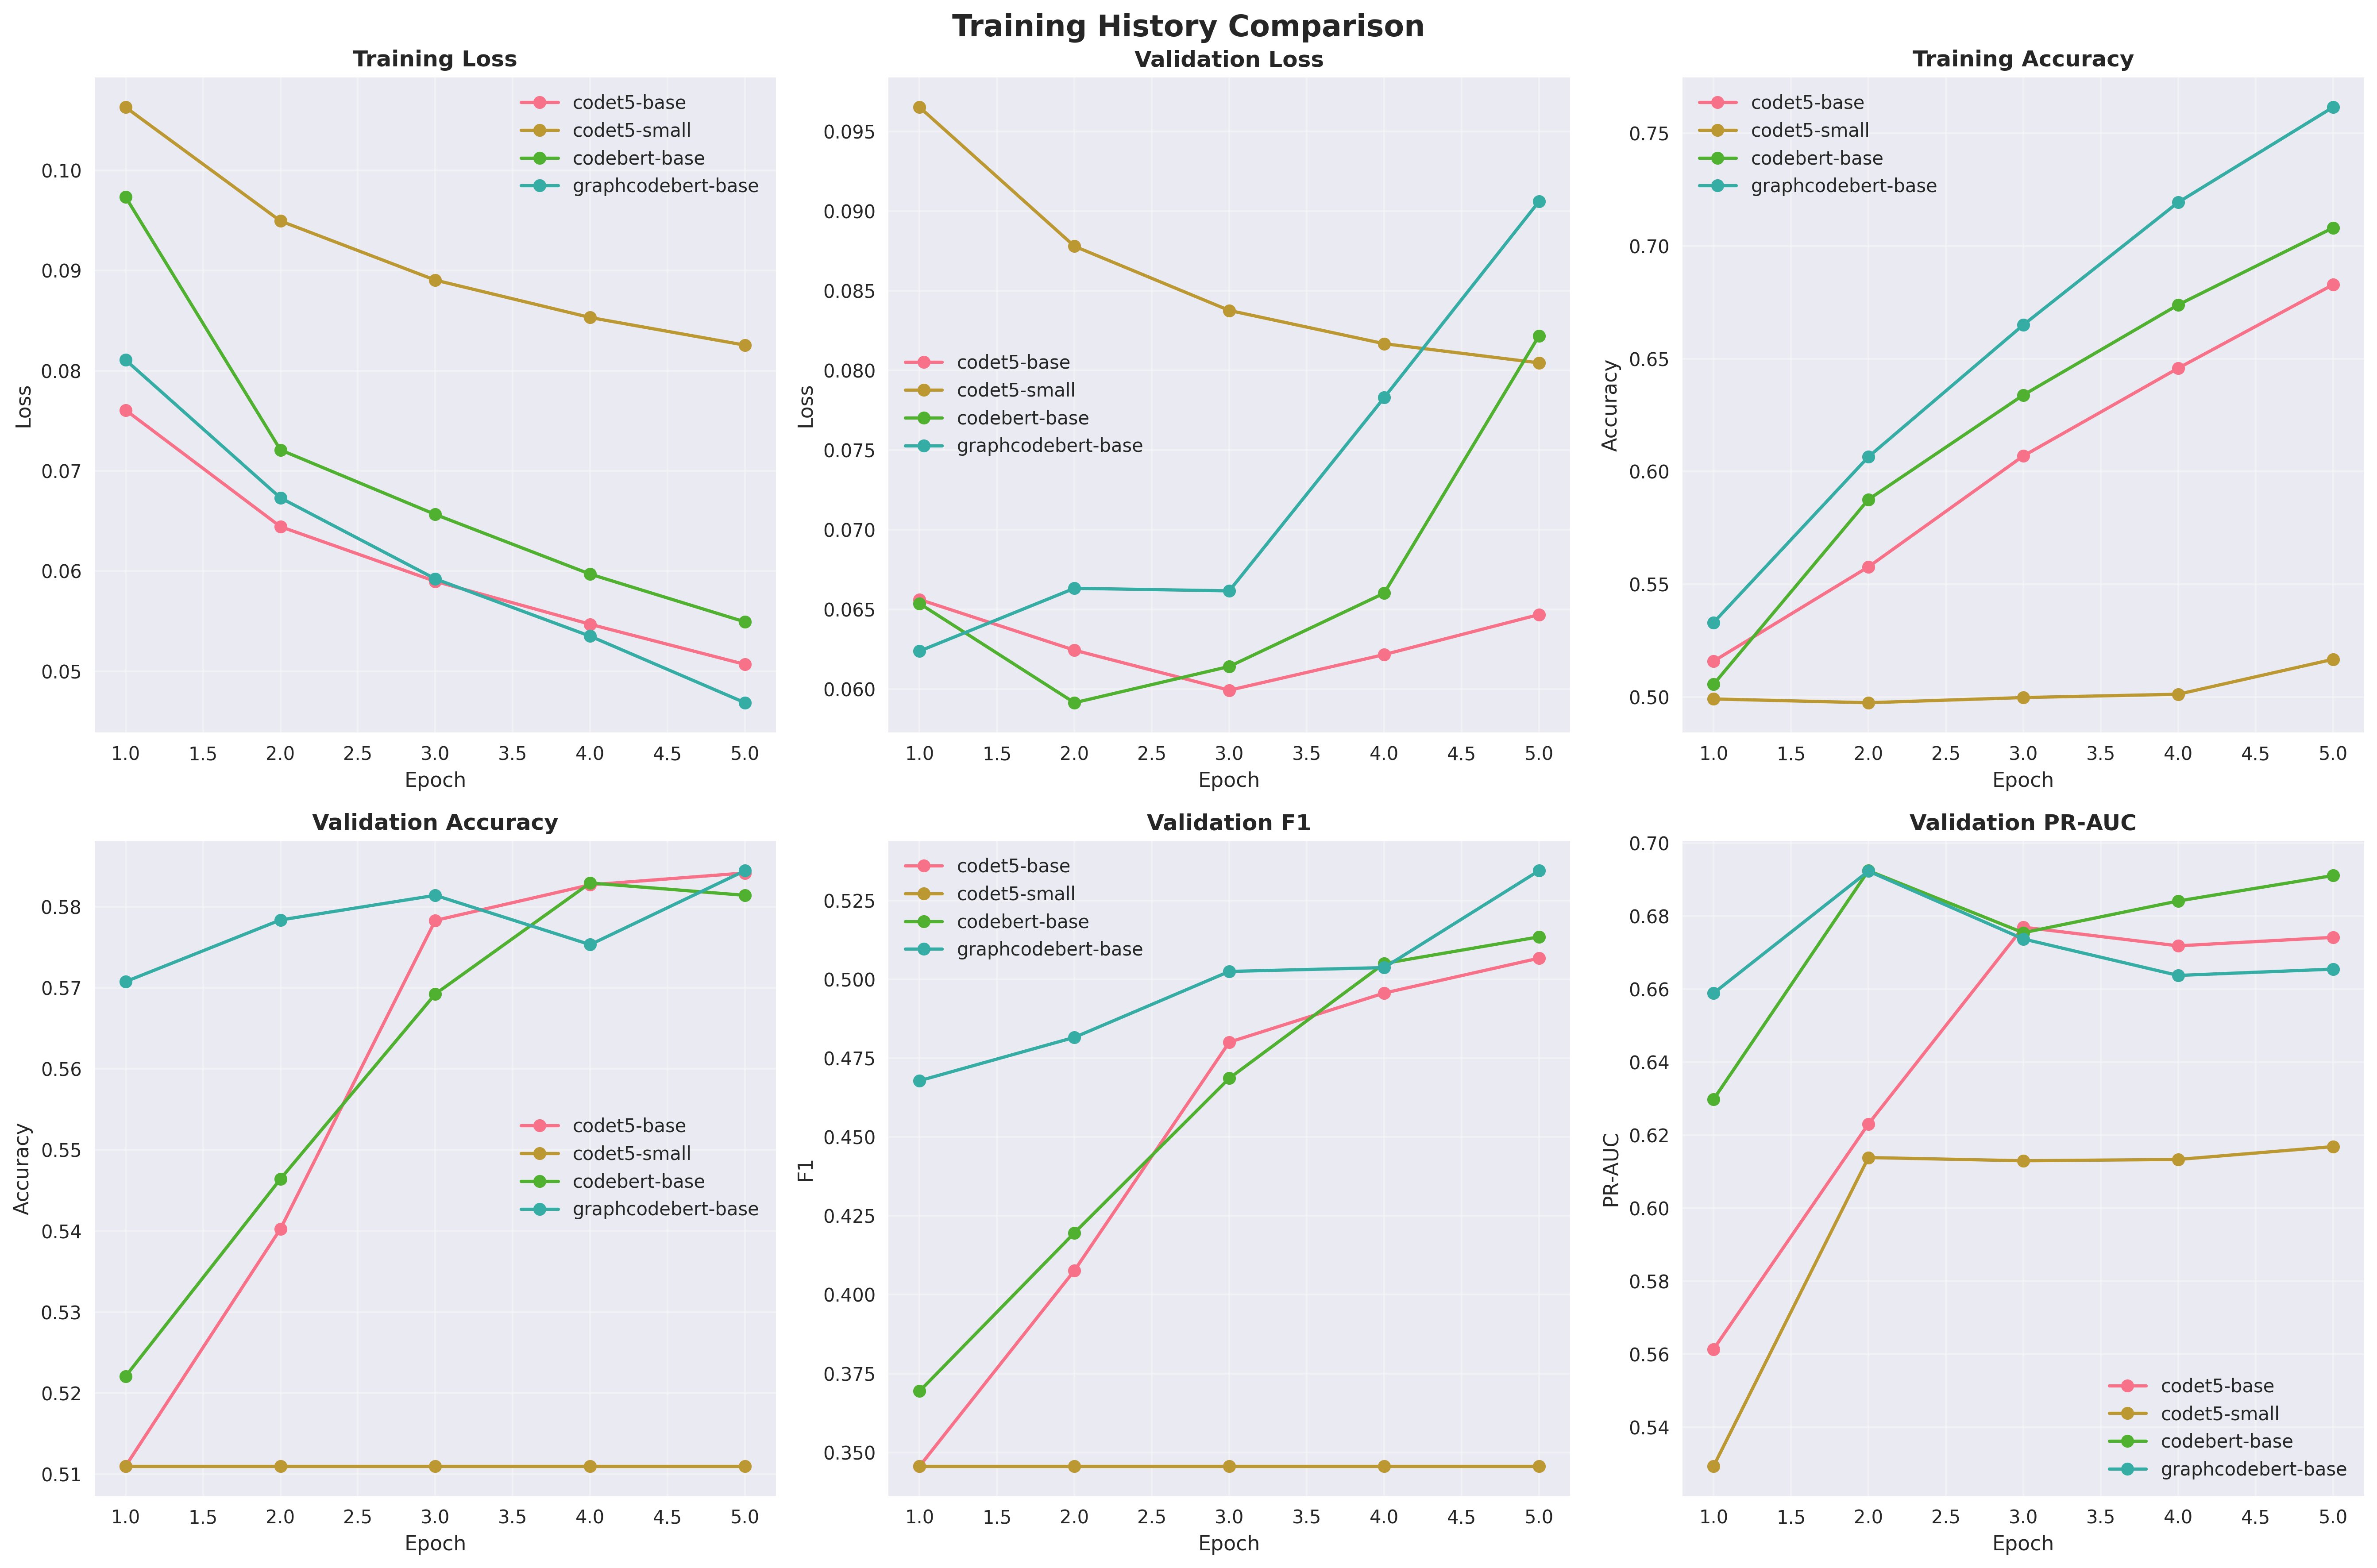 Training History Comparison
Training Loss
codet5-base
codet5-small
codebert-base
graphcodebert-base
0.10
0.09
0.08
0.07
0.06
0.05
Loss
1.0 1.5 2.0 2.5 3.0 3.5 4.0 4.5 5.0
Epoch
Validation Loss
0.095
0.090
0.085
0.080
0.075
0.070
0.065
0.060
Loss
codet5-base
codet5-small
codebert-base
graphcodebert-base
1.0 1.5 2.0 2.5 3.0 3.5 4.0 4.5 5.0
Epoch
Training Accuracy
codet5-base
codet5-small
codebert-base
graphcodebert-base
0.75
0.70
0.65
0.60
0.55
0.50
Accuracy
1.0 1.5 2.0 2.5 3.0 3.5 4.0 4.5 5.0
Epoch
Validation Accuracy
0.58
0.57
0.56
0.55
0.54
0.53
0.52
0.51
Accuracy
codet5-base
codet5-small
codebert-base
graphcodebert-base
1.0 1.5 2.0 2.5 3.0 3.5 4.0 4.5 5.0
Epoch
Validation F1
codet5-base
codet5-small
codebert-base
graphcodebert-base
0.525
0.500
0.475
0.450
0.425
0.400
0.375
0.350
F1
1.0 1.5 2.0 2.5 3.0 3.5 4.0 4.5 5.0
Epoch
Validation PR-AUC
0.70
0.68
0.66
0.64
0.62
0.60
0.58
0.56
0.54
PR-AUC
codet5-base
codet5-small
codebert-base
graphcodebert-base
1.0 1.5 2.0 2.5 3.0 3.5 4.0 4.5 5.0
Epoch